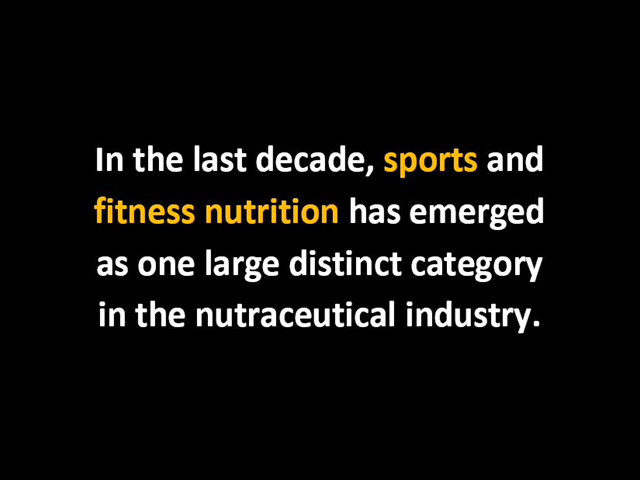 In the last decade, sports and
fitness nutrition has emerged
as one large distinct category
in the nutraceutical industry.